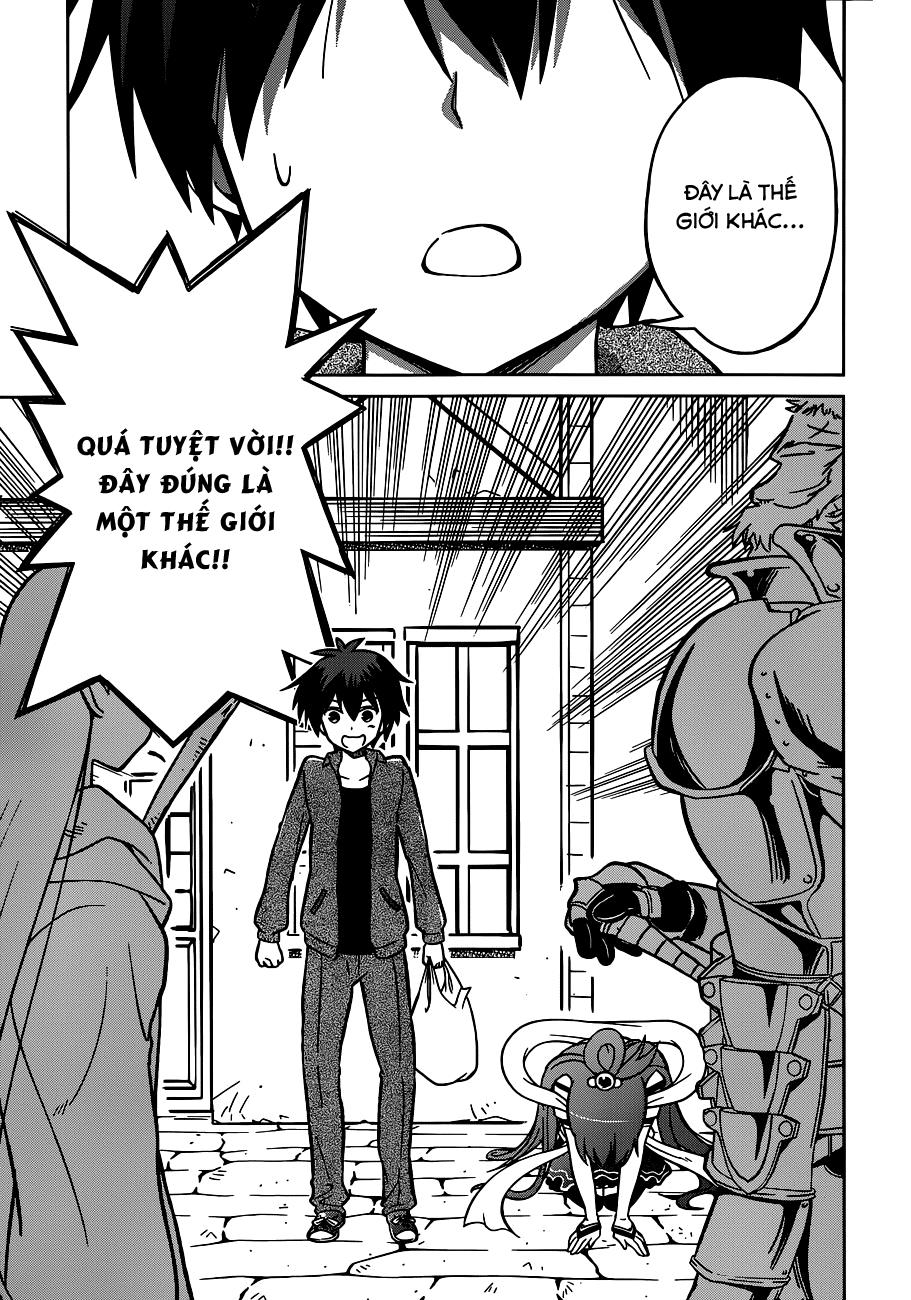 ĐÂY LÀ THẾ
GIỚI KHÁC...
QUÁ TUYỆT VỜI!!
ĐÂY ĐÚNG LÀ
MỘT THẾ GIỚI
KHÁC!!